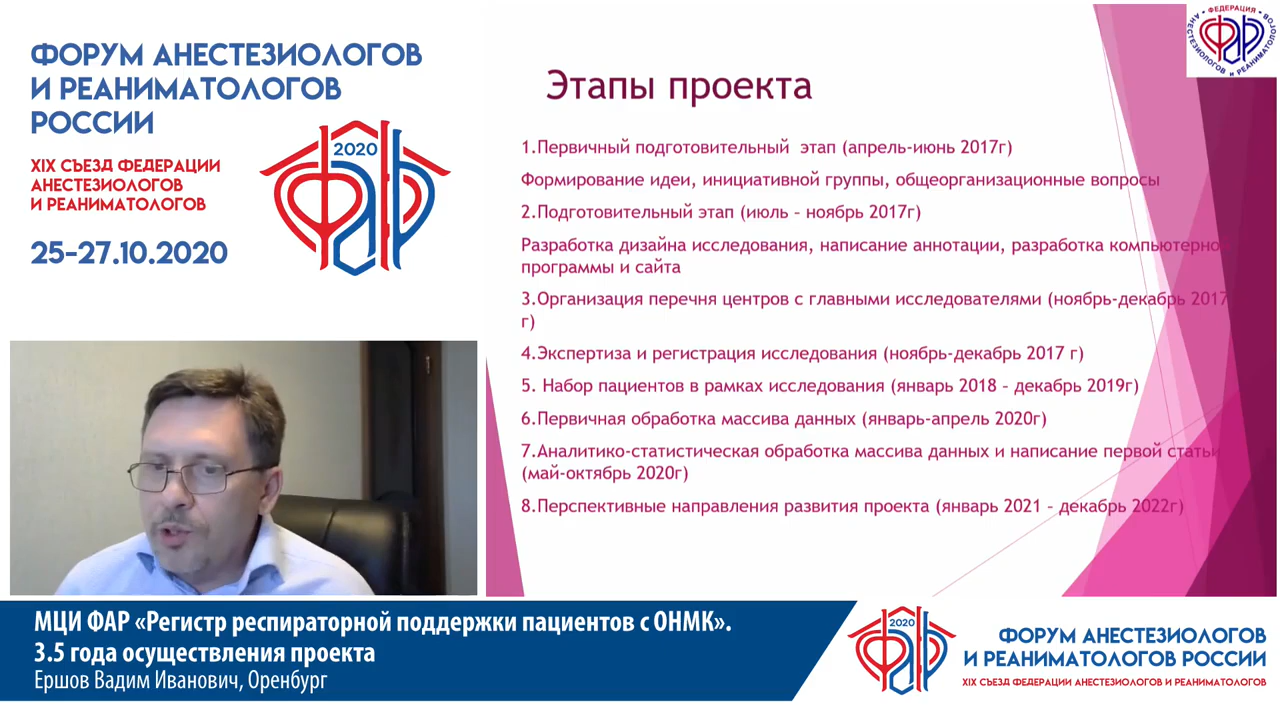 ФОРУМ АНЕСТЕЗИОЛОГОВ
И РЕАНИМАТОЛОГОВ
РОССИИ
XIX СЪЕЗД ФЕДЕРАЦИИ
АНЕСТЕЗИОЛОГОВ
И РЕАНИМАТОЛОГОВ
25-27.10.2020
2020
ФАР
ФЕДЕРАЦИЯ АНЕСТЕЗИОЛОГОВ И РЕАНИМАТОЛОГОВ
ФАР
Этапы проекта
1.Первичный подготовительный этап (апрель-июнь 2017г)
Формирование идеи, инициативной группы, общеорганизационные вопросы
2.Подготовительный этап (июль – ноябрь 2017г)
Разработка дизайна исследования, написание аннотации, разработка компьютерной
программы и сайта
3.Организация перечня центров с главными исследователями (ноябрь-декабрь 2017
г)
4.Экспертиза и регистрация исследования (ноябрь-декабрь 2017 г)
5. Набор пациентов в рамках исследования (январь 2018 – декабрь 2019г)
6.Первичная обработка массива данных (январь-апрель 2020г)
7.Аналитико-статистическая обработка массива данных и написание первой статьи
(май-октябрь 2020г)
8.Перспективные направления развития проекта (январь 2021 – декабрь 2022г)
МЦИ ФАР «Регистр респираторной поддержки пациентов с ОНМК».
3.5 года осуществления проекта
Ершов Вадим Иванович, Оренбург
2020
ФАР
ФОРУМ АНЕСТЕЗИОЛОГОВ
И РЕАНИМАТОЛОГОВ РОССИИ
XIX СЪЕЗД ФЕДЕРАЦИИ АНЕСТЕЗИОЛОГОВ И РЕАНИМАТОЛОГОВ